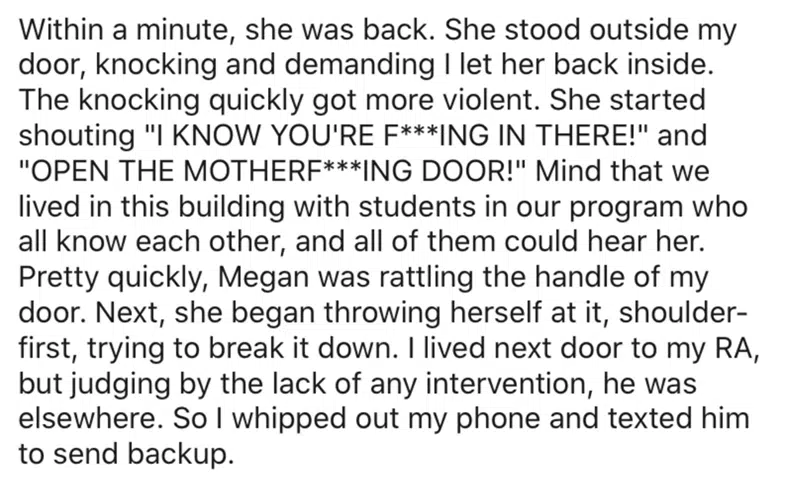 Within a minute, she was back. She stood outside my
door, knocking and demanding I let her back inside.
The knocking quickly got more violent. She started
shouting "I KNOW YOU'RE F***ING IN THERE!" and
"OPEN THE MOTHERF***ING DOOR!" Mind that we
lived in this building with students in our program who
all know each other, and all of them could hear her.
Pretty quickly, Megan was rattling the handle of my
door. Next, she began throwing herself at it, shoulder-
first, trying to break it down. I lived next door to my RA,
but judging by the lack of any intervention, he was
elsewhere. So I whipped out my phone and texted him
to send backup.